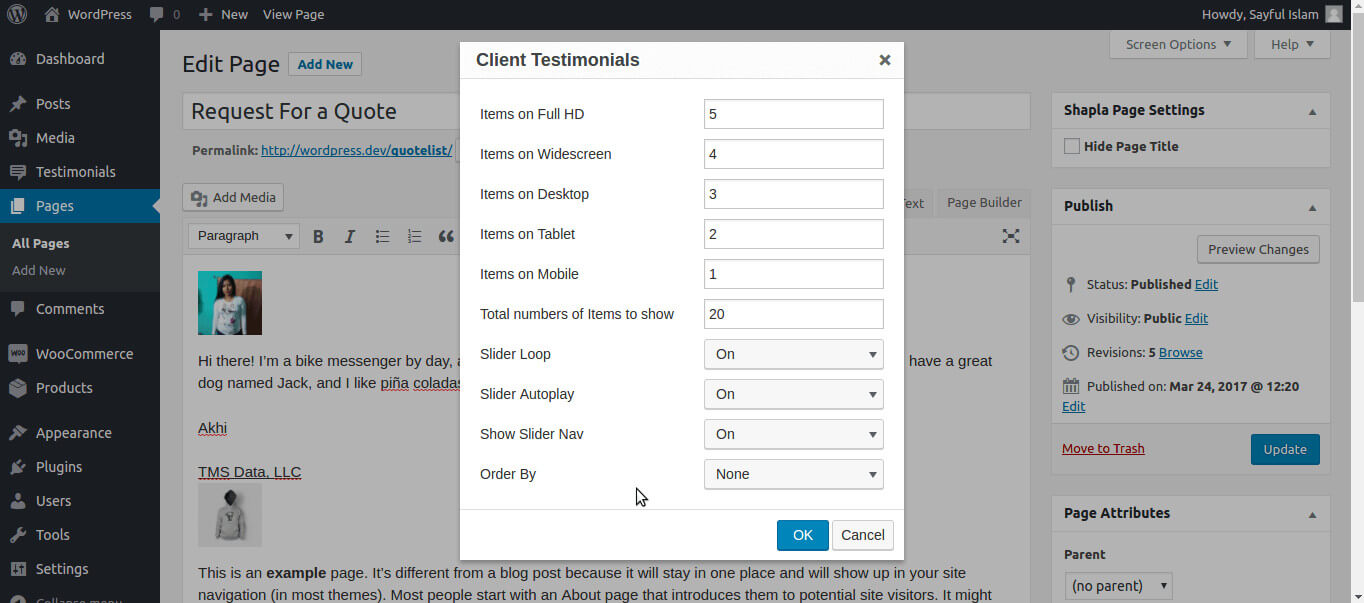 WordPress 0 New View Page Howdy, Sayful Islam
Screen Options Help
Dashboard
Posts
Media
Testimonials
Pages
All Pages
Add New
Comments
WooCommerce
Products
Appearance
Plugins
Users
Tools
Settings
Collapse menu
Edit Page Add New
Request For a Quote
Permalink: http://wordpress.dev/quotelist/
Add Media
Page Builder
Paragraph B I
Hi there! I'm a bike messenger by day, have a great
dog named Jack, and I like piña coladas
Akhi
TMS Data, LLC
This is an example page. It's different from a blog post because it will stay in one place and will show up in your site
navigation (in most themes). Most people start with an About page that introduces them to potential site visitors. It might
Client Testimonials
Items on Full HD 5
Items on Widescreen 4
Items on Desktop 3
Items on Tablet 2
Items on Mobile 1
Total numbers of Items to show 20
Slider Loop On
Slider Autoplay On
Show Slider Nav On
Order By None
OK Cancel
Shapla Page Settings
Hide Page Title
Publish
Preview Changes
Status: Published Edit
Visibility: Public Edit
Revisions: 5 Browse
Published on: Mar 24, 2017 @ 12:20
Edit
Move to Trash Update
Page Attributes
Parent
(no parent)